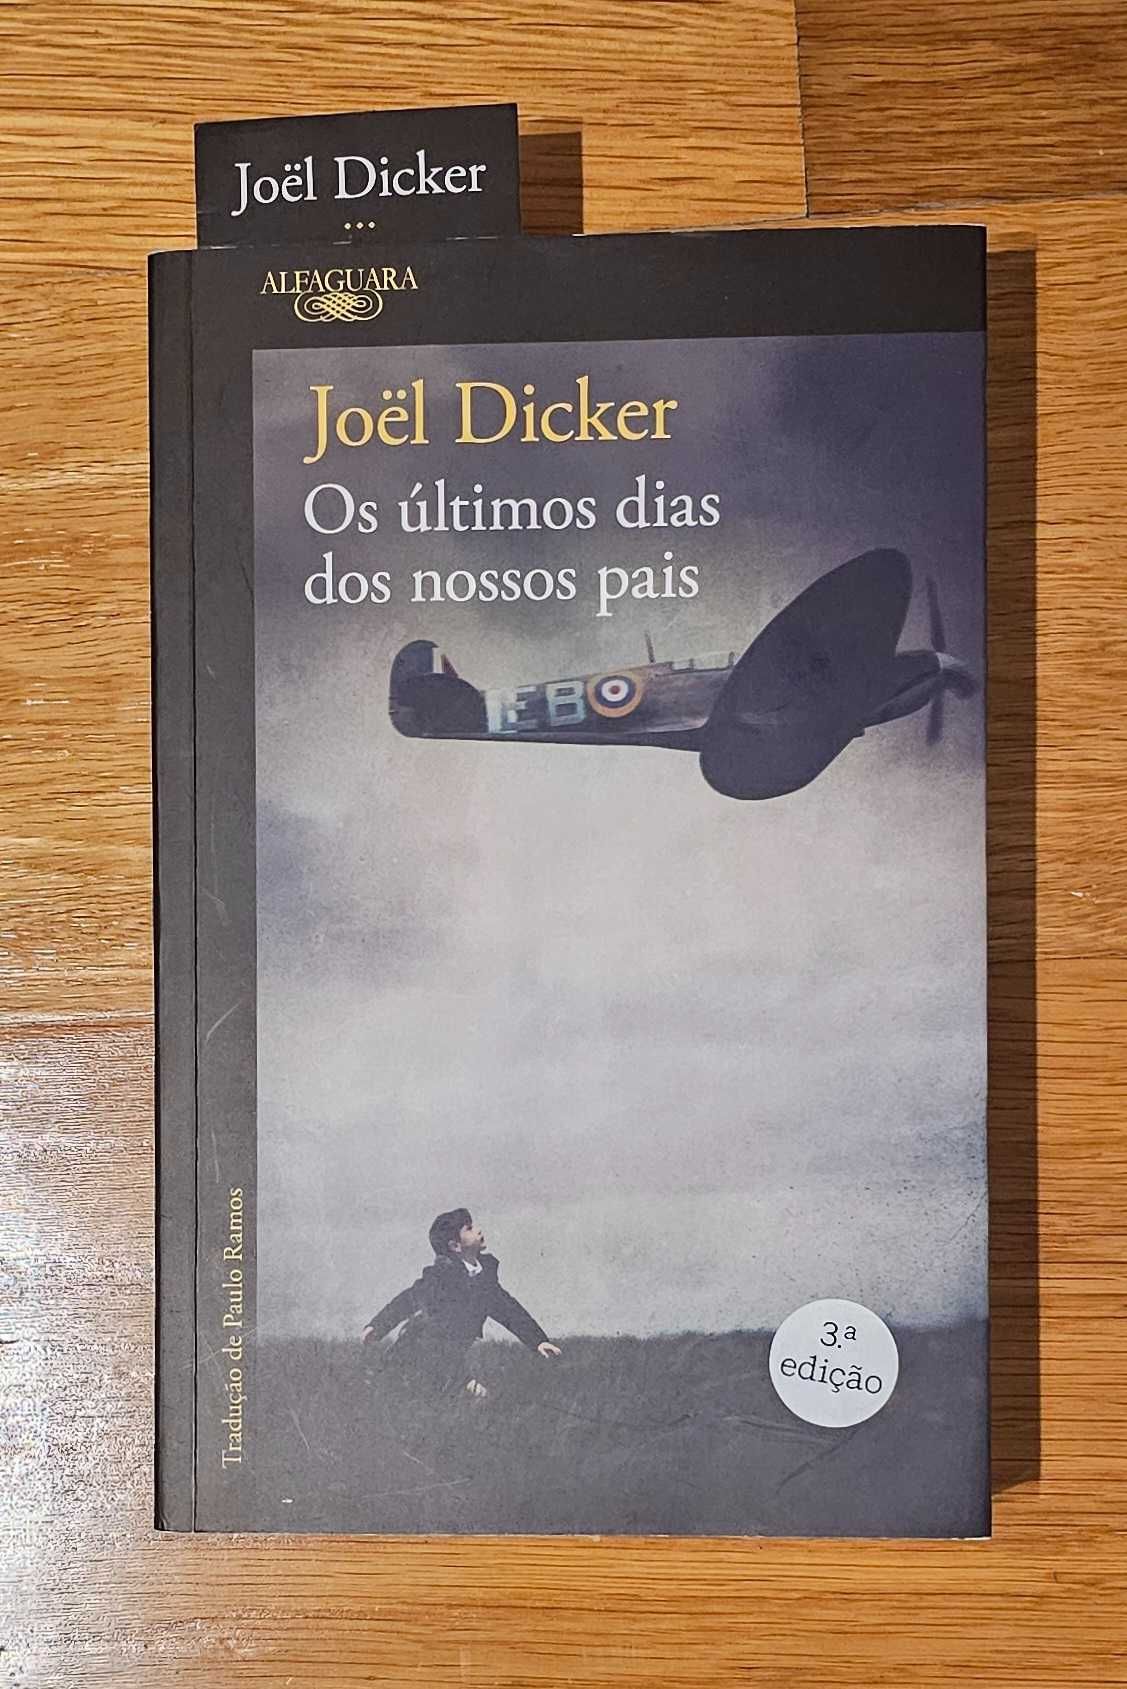 Joël Dicker
...
ALFAGUARA
Joël Dicker
Os últimos dias
dos nossos pais
EB
Tradução de Paulo Ramos
3.ª
edição